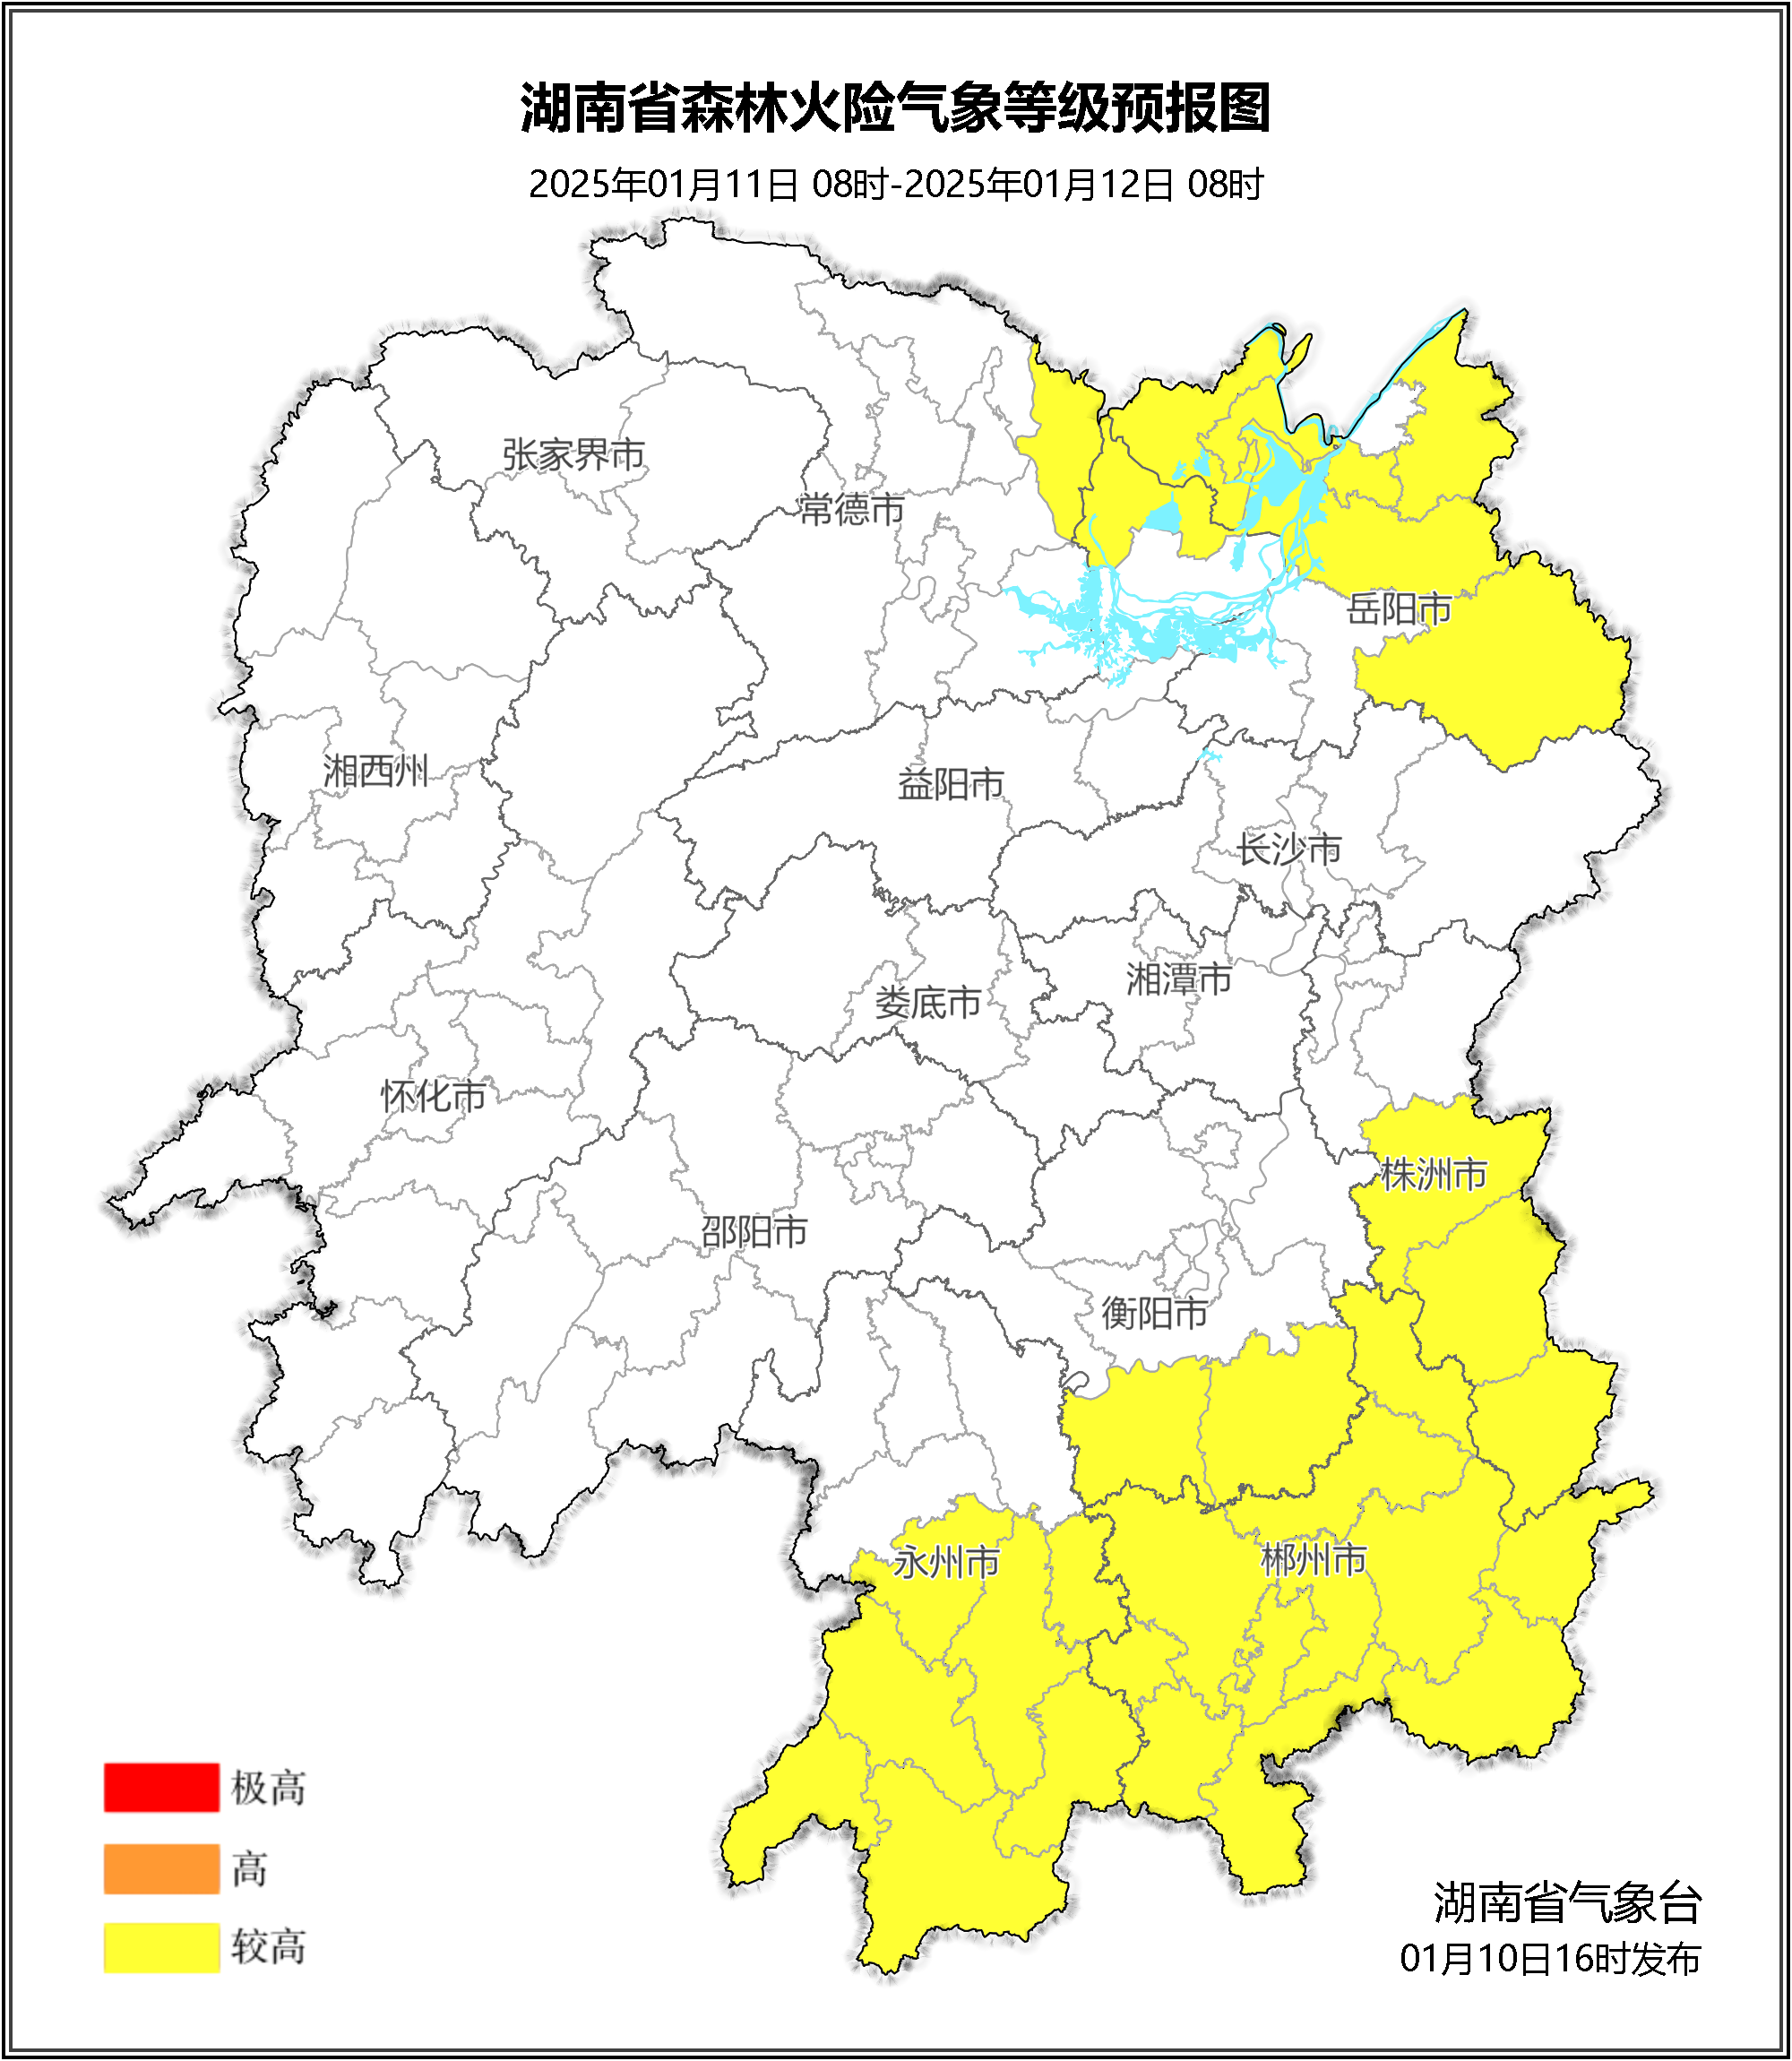 湖南省森林火险气象等级预报图
2025年01月11日 08时-2025年01月12日 08时
张家界市
常德市
岳阳市
湘西州
益阳市
长沙市
湘潭市
娄底市
怀化市
株洲市
邵阳市
衡阳市
永州市
郴州市
极高
高
较高
湖南省气象台
01月10日16时发布